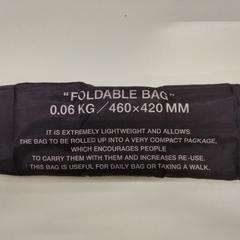 "FOLDABLE BAG"
0.06 KG/460×420 MM
IT IS EXTREMELY LIGHTWEIGHT AND ALLOWS
THE BAG TO BE ROLLED UP INTO A VERY COMPACT PACKAGE,
WHICH ENCOURAGES PEOPLE
TO CARRY THEM WITH THEM AND INCREASES RE-USE.
THIS BAG IS USEFUL FOR DAILY BAG OR TAKING A WALK.